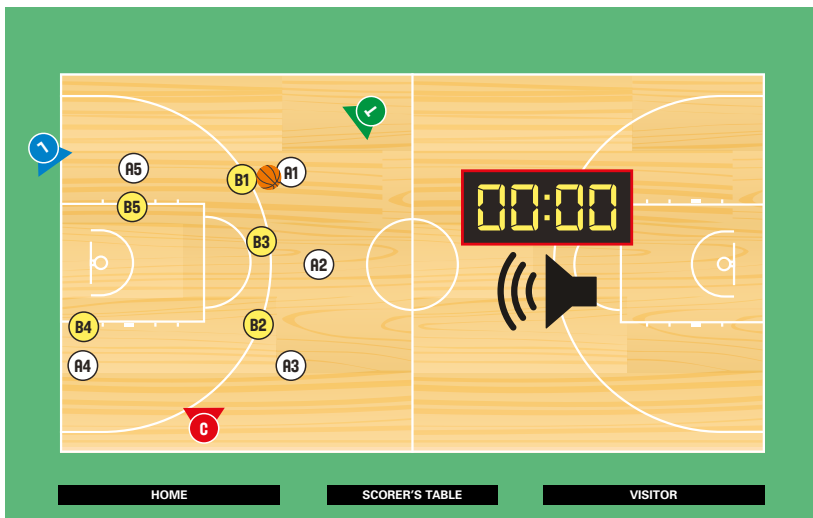 T
L
A5
A1
B1
B5
00:00
B3
A2
B2
B4
A4
A3
C
HOME
SCORER'S TABLE
VISITOR